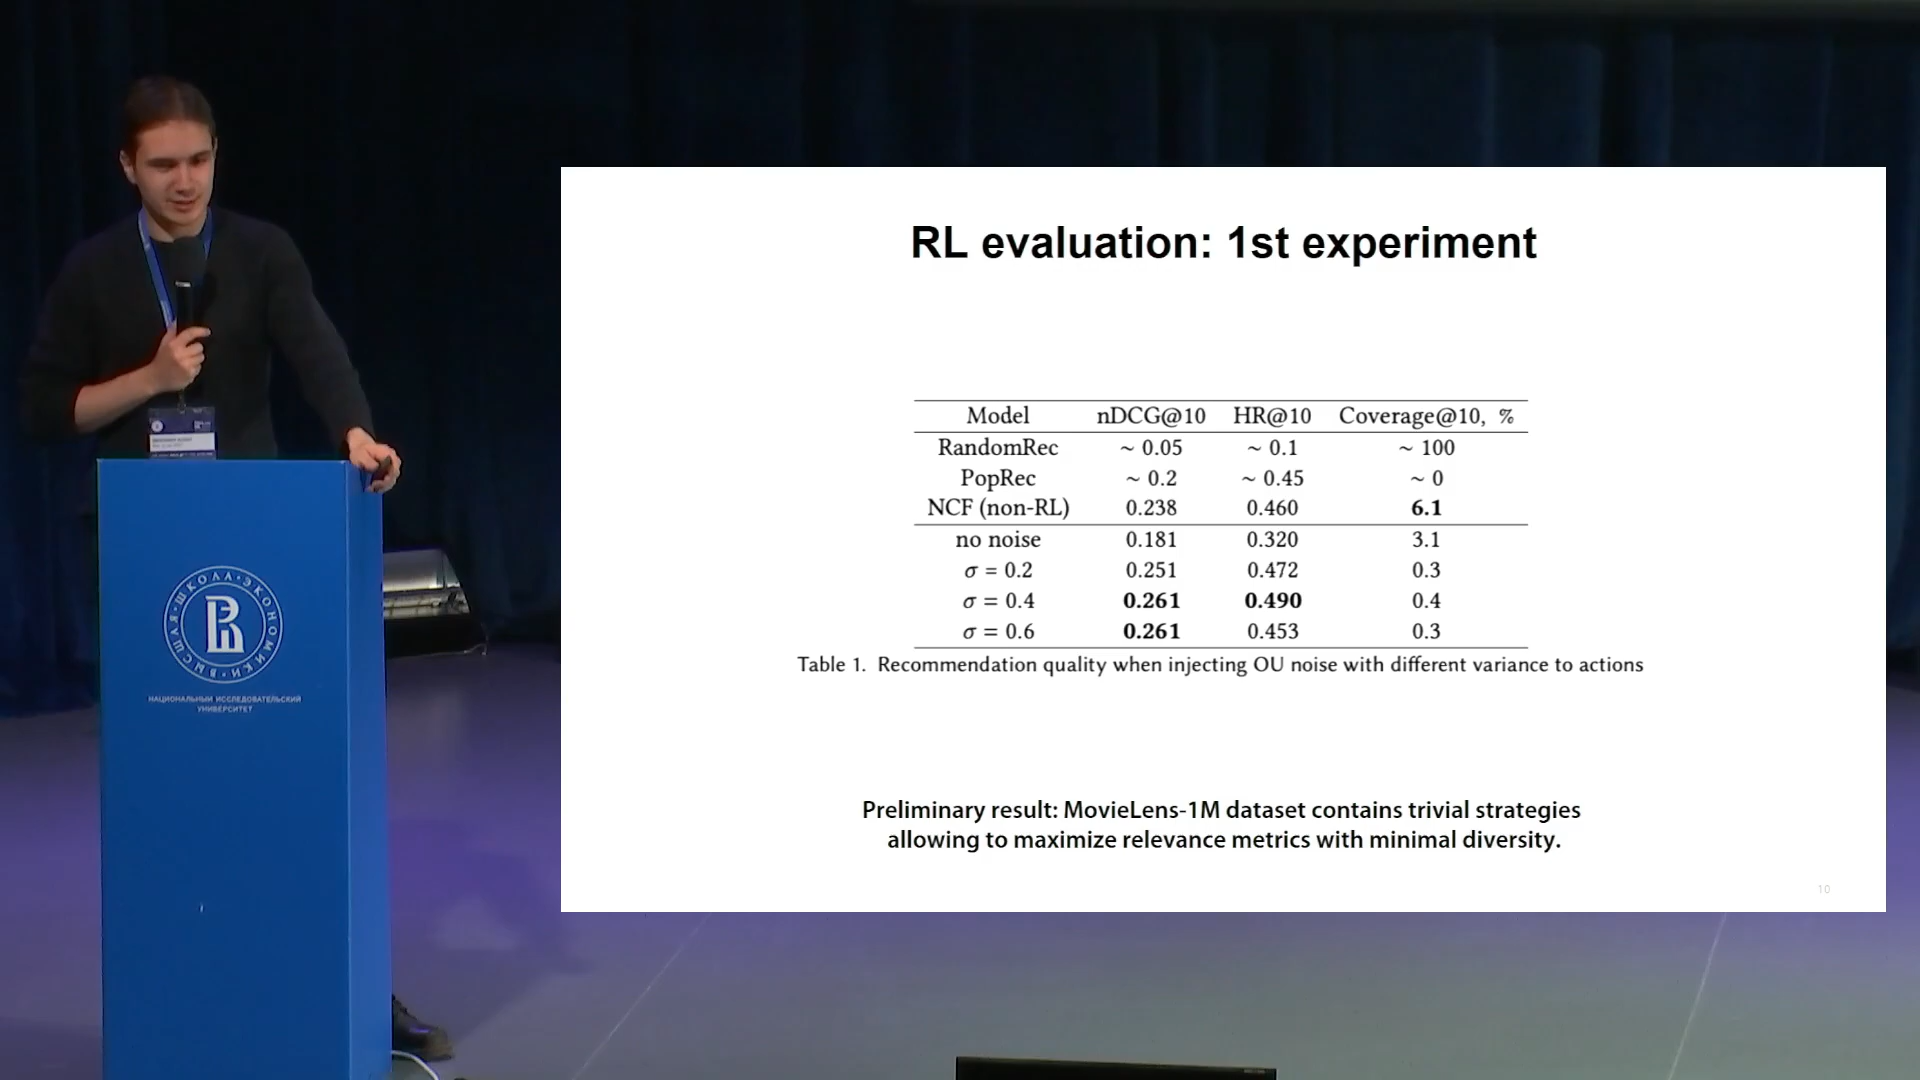 RL evaluation: 1st experiment
Model nDCG@10 HR@10 Coverage@10, %
RandomRec ~ 0.05 ~ 0.1 ~ 100
PopRec ~ 0.2 ~ 0.45 ~ 0
NCF (non-RL) 0.238 0.460 6.1
no noise 0.181 0.320 3.1
σ = 0.2 0.251 0.472 0.3
σ = 0.4 0.261 0.490 0.4
σ = 0.6 0.261 0.453 0.3
Table 1. Recommendation quality when injecting OU noise with different variance to actions
Preliminary result: MovieLens-1M dataset contains trivial strategies
allowing to maximize relevance metrics with minimal diversity.
10
ВЫСШАЯ ШКОЛА ЭКОНОМИКИ
НАЦИОНАЛЬНЫЙ ИССЛЕДОВАТЕЛЬСКИЙ
УНИВЕРСИТЕТ